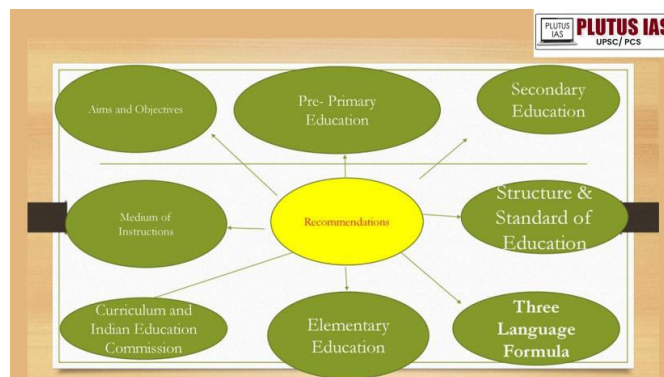 PLUTUS
IAS
PLUTUS IAS
UPSC/ PCS
Aims and Objectives
Pre- Primary
Education
Secondary
Education
Medium of
Instructions
Recommendations
Structure &
Standard of
Education
Curriculum and
Indian Education
Commission
Elementary
Education
Three
Language
Formula